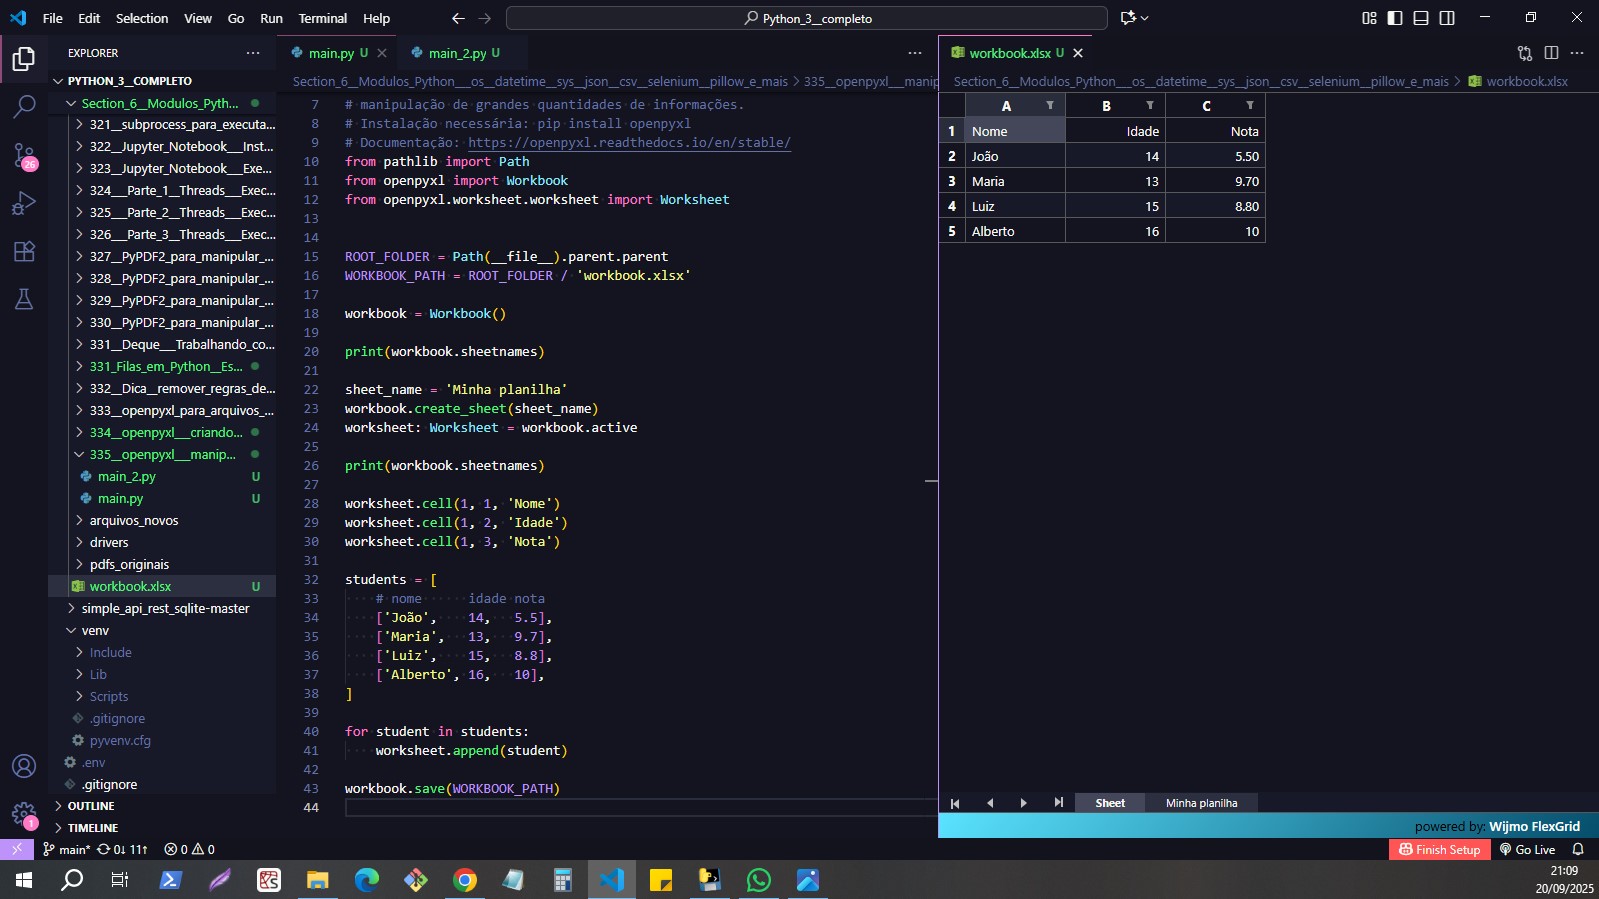 File Edit Selection View Go Run Terminal Help
Python_3__completo
EXPLORER
PYTHON_3__COMPLETO
Section_6__Modulos_Pyth...
321__subprocess_para_executa...
322__Jupyter_Notebook__Inst...
323__Jupyter_Notebook__Exe...
324__Parte_1__Threads__Exec...
325__Parte_2__Threads__Exec...
326__Parte_3__Threads__Exec...
327__PyPDF2_para_manipular_...
328__PyPDF2_para_manipular_...
329__PyPDF2_para_manipular_...
330__PyPDF2_para_manipular_...
331__Deque___Trabalhando_co...
331_Filas_em_Python__Es...
332__Dica__remover_regras_de...
333__openpyxl_para_arquivos_...
334__openpyxl___criando...
335__openpyxl___manip...
main_2.py U
main.py U
arquivos_novos
drivers
pdfs_originais
workbook.xlsx U
simple_api_rest_sqlite-master
venv
Include
Lib
Scripts
.gitignore
pyvenv.cfg
.env
.gitignore
OUTLINE
TIMELINE
26
1
main.py U main_2.py U
Section_6__Modulos_Python___os__datetime__sys__json__csv__selenium__pillow_e_mais > 335__openpyxl___manip
7 # manipulação de grandes quantidades de informações.
8 # Instalação necessária: pip install openpyxl
9 # Documentação: https://openpyxl.readthedocs.io/en/stable/
10 from pathlib import Path
11 from openpyxl import Workbook
12 from openpyxl.worksheet.worksheet import Worksheet
13
14
15 ROOT_FOLDER = Path(__file__).parent.parent
16 WORKBOOK_PATH = ROOT_FOLDER / 'workbook.xlsx'
17
18 workbook = Workbook()
19
20 print(workbook.sheetnames)
21
22 sheet_name = 'Minha planilha'
23 workbook.create_sheet(sheet_name)
24 worksheet: Worksheet = workbook.active
25
26 print(workbook.sheetnames)
27
28 worksheet.cell(1, 1, 'Nome')
29 worksheet.cell(1, 2, 'Idade')
30 worksheet.cell(1, 3, 'Nota')
31
32 students = [
33     # nome      idade nota
34     ['João',    14,   5.5],
35     ['Maria',   13,   9.7],
36     ['Luiz',    15,   8.8],
37     ['Alberto', 16,   10],
38 ]
39
40 for student in students:
41     worksheet.append(student)
42
43 workbook.save(WORKBOOK_PATH)
44
workbook.xlsx U
Section_6__Modulos_Python___os__datetime__sys__json__csv__selenium__pillow_e_mais > workbook.xlsx
A B C
1 Nome Idade Nota
2 João 14 5.50
3 Maria 13 9.70
4 Luiz 15 8.80
5 Alberto 16 10
Sheet Minha planilha
powered by: Wijmo FlexGrid
main* 0↓ 11↑ 0 0 Finish Setup Go Live
21:09
20/09/2025